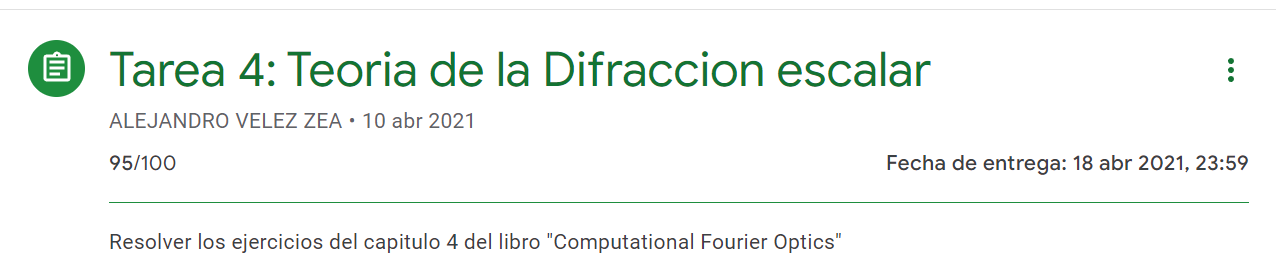 Tarea 4: Teoria de la Difraccion escalar
ALEJANDRO VELEZ ZEA • 10 abr 2021
95/100 Fecha de entrega: 18 abr 2021, 23:59
Resolver los ejercicios del capitulo 4 del libro "Computational Fourier Optics"